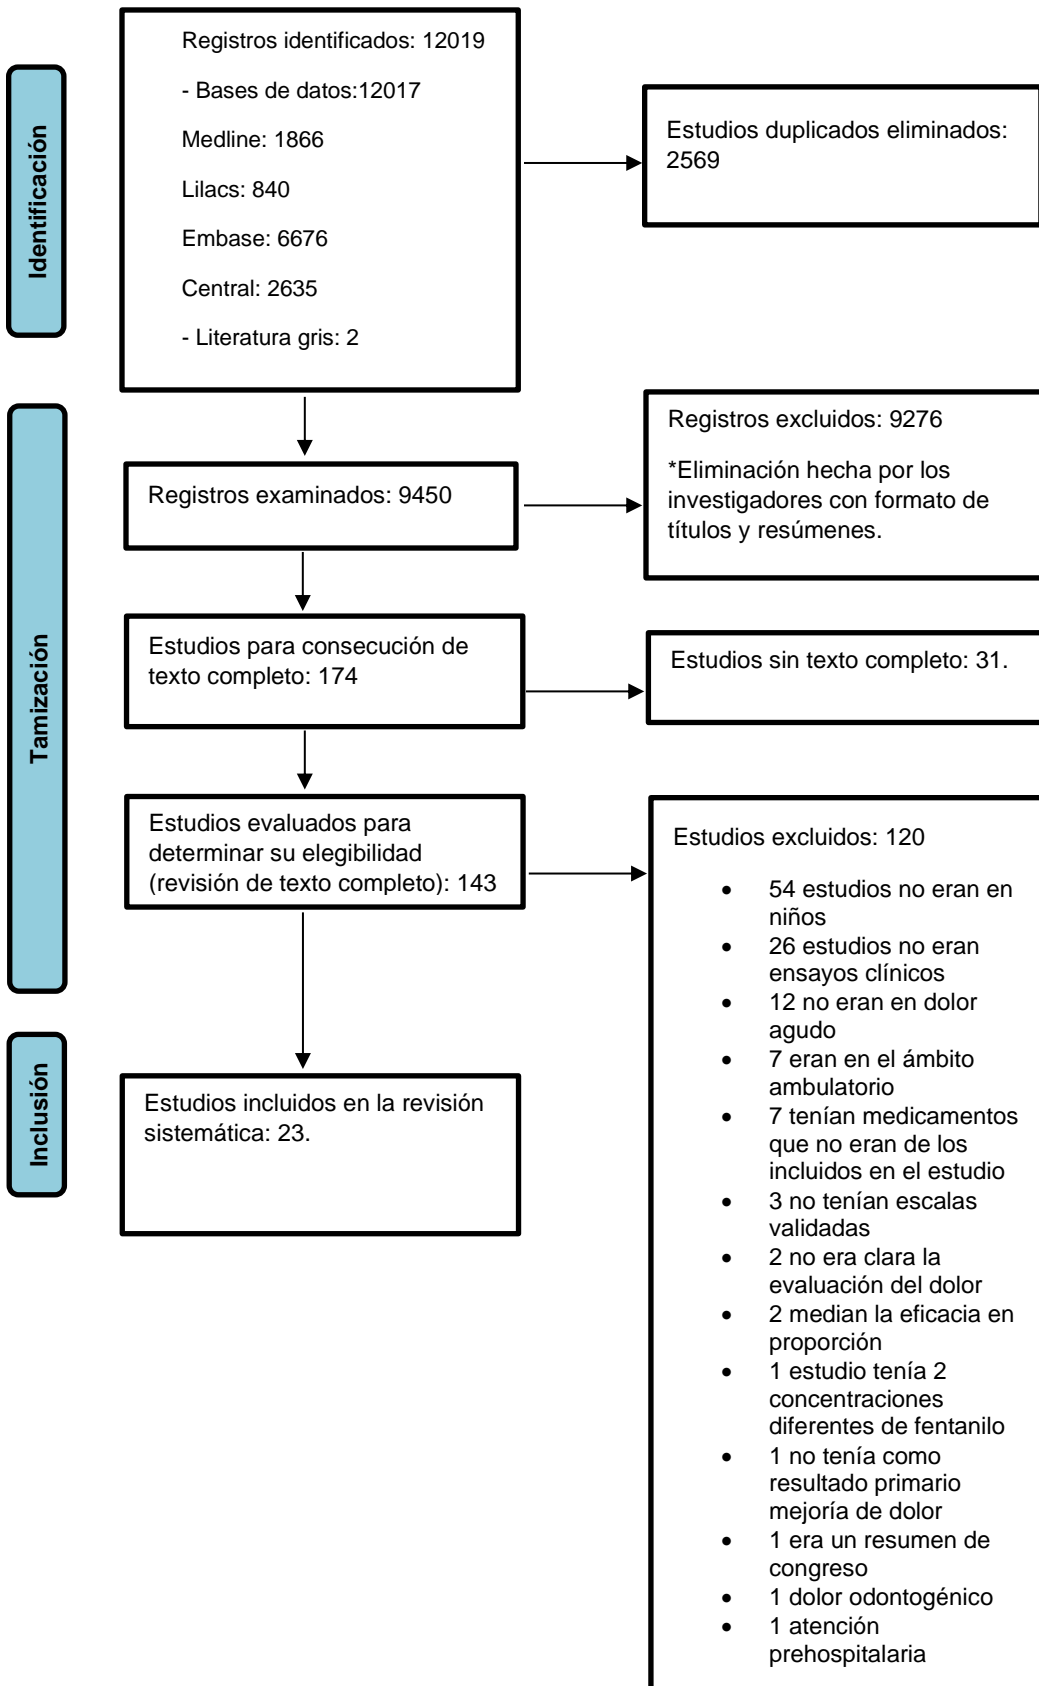 Identificación
Registros identificados: 12019
- Bases de datos:12017
Medline: 1866
Lilacs: 840
Embase: 6676
Central: 2635
- Literatura gris: 2
Estudios duplicados eliminados:
2569
Tamización
Registros examinados: 9450
Registros excluidos: 9276
*Eliminación hecha por los
investigadores con formato de
títulos y resúmenes.
Estudios para consecución de
texto completo: 174
Estudios sin texto completo: 31.
Estudios evaluados para
determinar su elegibilidad
(revisión de texto completo): 143
Estudios excluidos: 120
• 54 estudios no eran en
niños
• 26 estudios no eran
ensayos clínicos
• 12 no eran en dolor
agudo
• 7 eran en el ámbito
ambulatorio
• 7 tenían medicamentos
que no eran de los
incluidos en el estudio
• 3 no tenían escalas
validadas
• 2 no era clara la
evaluación del dolor
• 2 median la eficacia en
proporción
• 1 estudio tenía 2
concentraciones
diferentes de fentanilo
• 1 no tenía como
resultado primario
mejoría de dolor
• 1 era un resumen de
congreso
• 1 dolor odontogénico
• 1 atención
prehospitalaria
Inclusión
Estudios incluidos en la revisión
sistemática: 23.